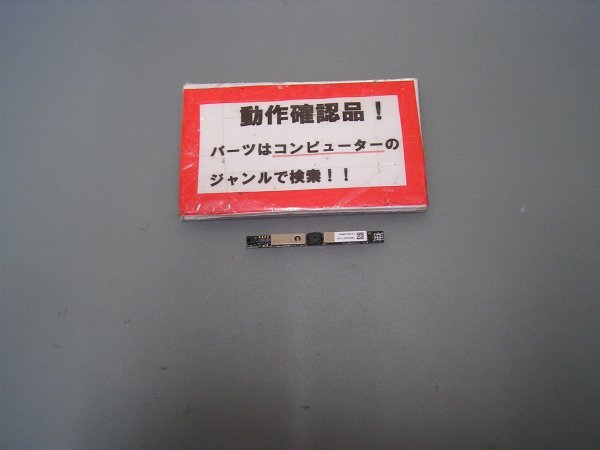 動作確認品！
パーツはコンピューターの
ジャンルで検索！！